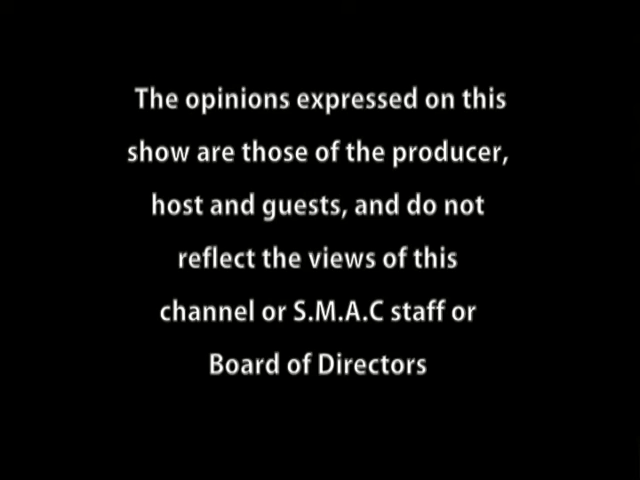 The opinions expressed on this
show are those of the producer,
host and guests, and do not
reflect the views of this
channel or S.M.A.C staff or
Board of Directors